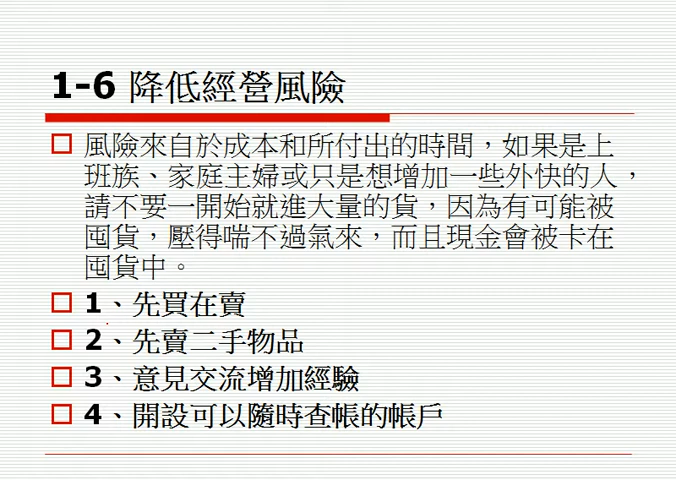 1-6 降低經營風險
風險來自於成本和所付出的時間，如果是上
班族、家庭主婦或只是想增加一些外快的人，
請不要一開始就進大量的貨，因為有可能被
囤貨，壓得喘不過氣來，而且現金會被卡在
囤貨中。
1、先買在賣
2、先賣二手物品
3、意見交流增加經驗
4、開設可以隨時查帳的帳戶